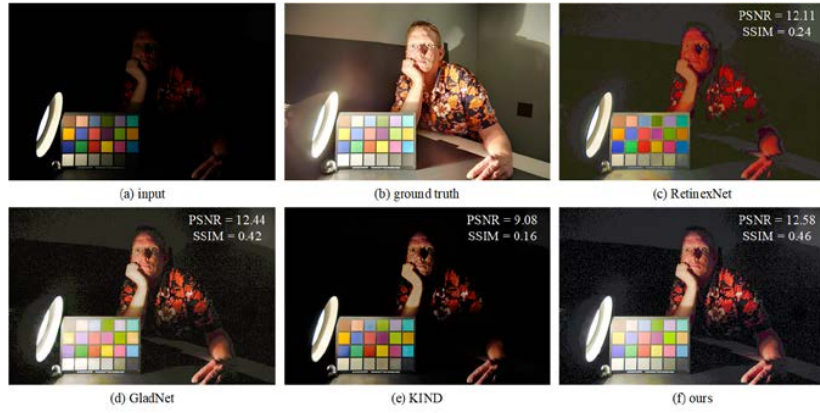 PSNR = 12.11
SSIM = 0.24
(a) input
(b) ground truth
(c) RetinexNet
PSNR = 12.44
SSIM = 0.42
PSNR = 9.08
SSIM = 0.16
PSNR = 12.58
SSIM = 0.46
(d) GladNet
(e) KIND
(f) ours